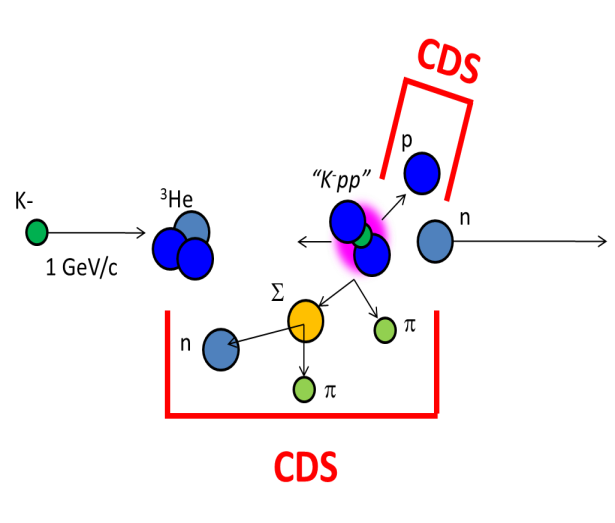 CDS
p
"K-pp"
³He
K-
n
1 GeV/c
Σ
π
n
π
CDS